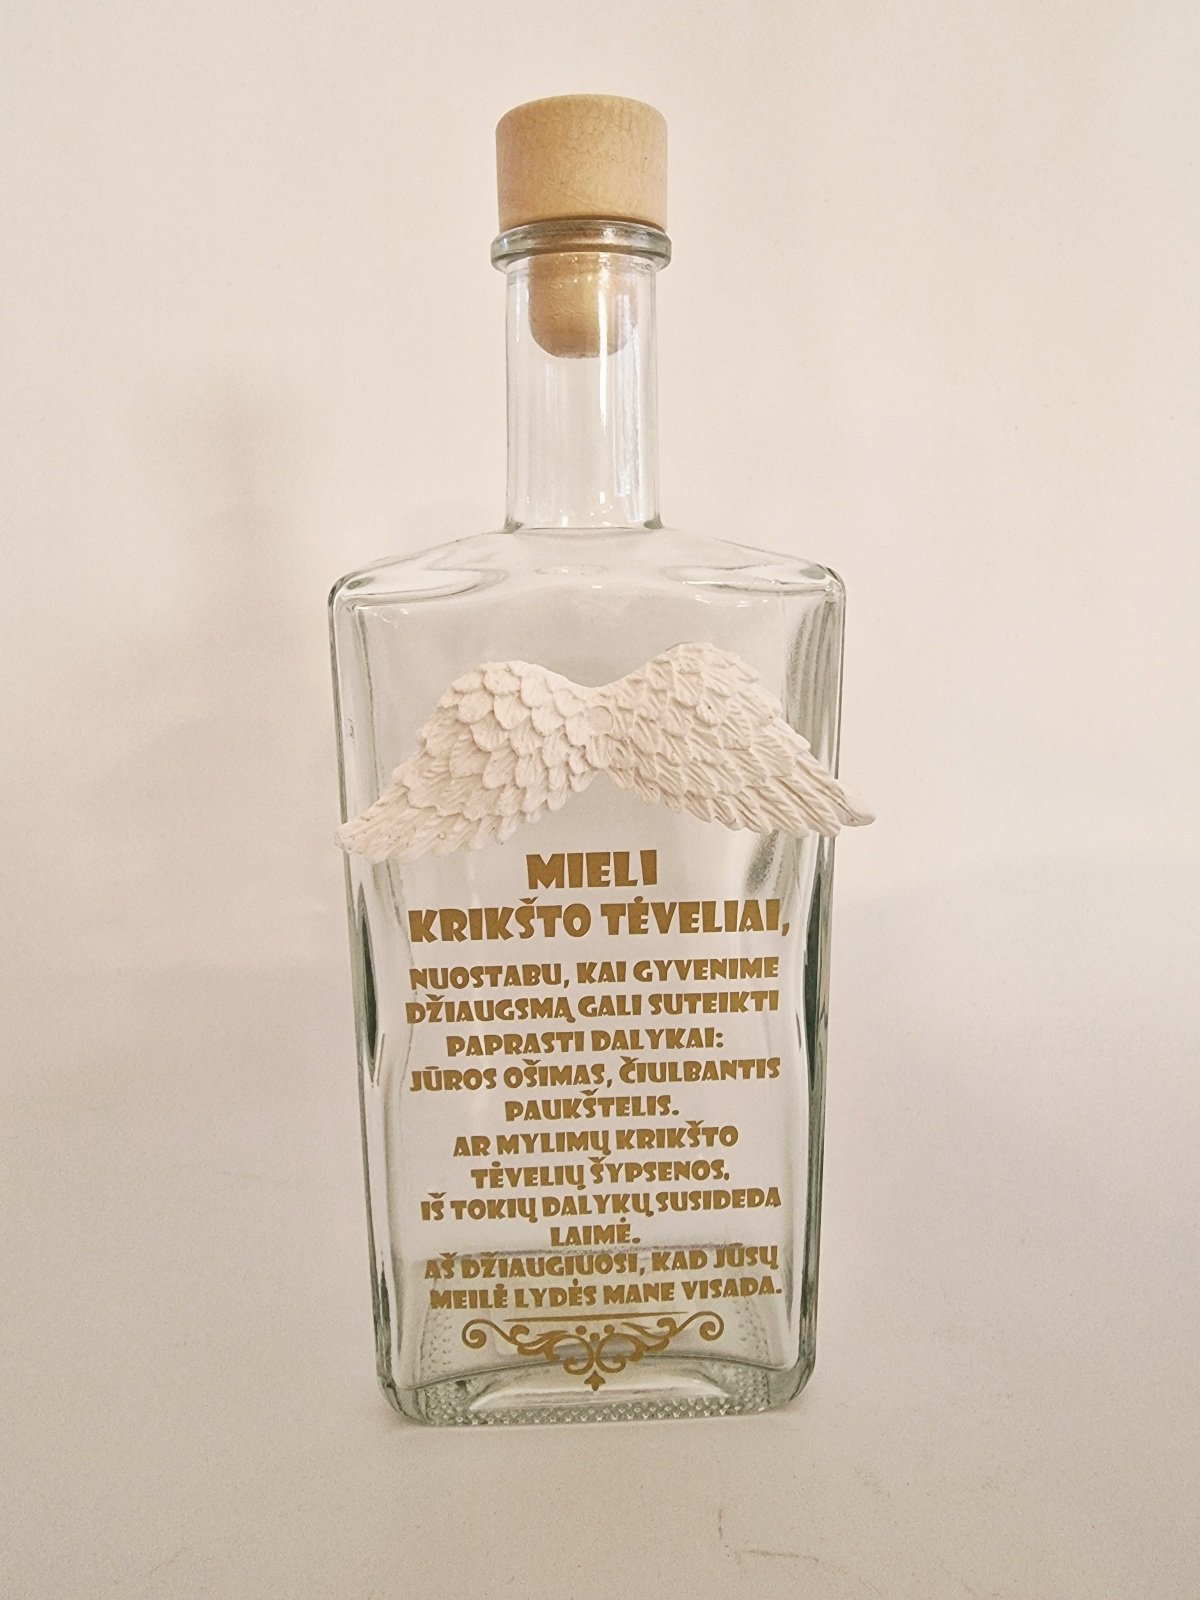 MIELI
KRIKŠTO TĖVELIAI,
NUOSTABU, KAI GYVENIME
DŽIAUGSMĄ GALI SUTEIKTI
PAPRASTI DALYKAI:
JŪROS OŠIMAS, ČIULBANTIS
PAUKŠTELIS.
AR MYLIMŲ KRIKŠTO
TĖVELIŲ ŠYPSENOS,
IŠ TOKIŲ DALYKŲ SUSIDEDA
LAIMĖ.
AŠ DŽIAUGIUOSI, KAD JŪSŲ
MEILĖ LYDĖS MANE VISADA.